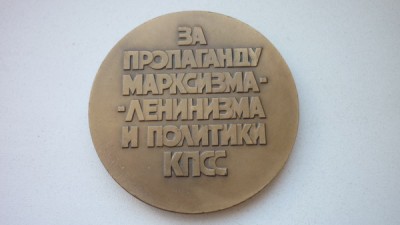 ЗА
ПРОПАГАНДУ
МАРКСИЗМА-
-ЛЕНИНИЗМА
И ПОЛИТИКИ
КПСС